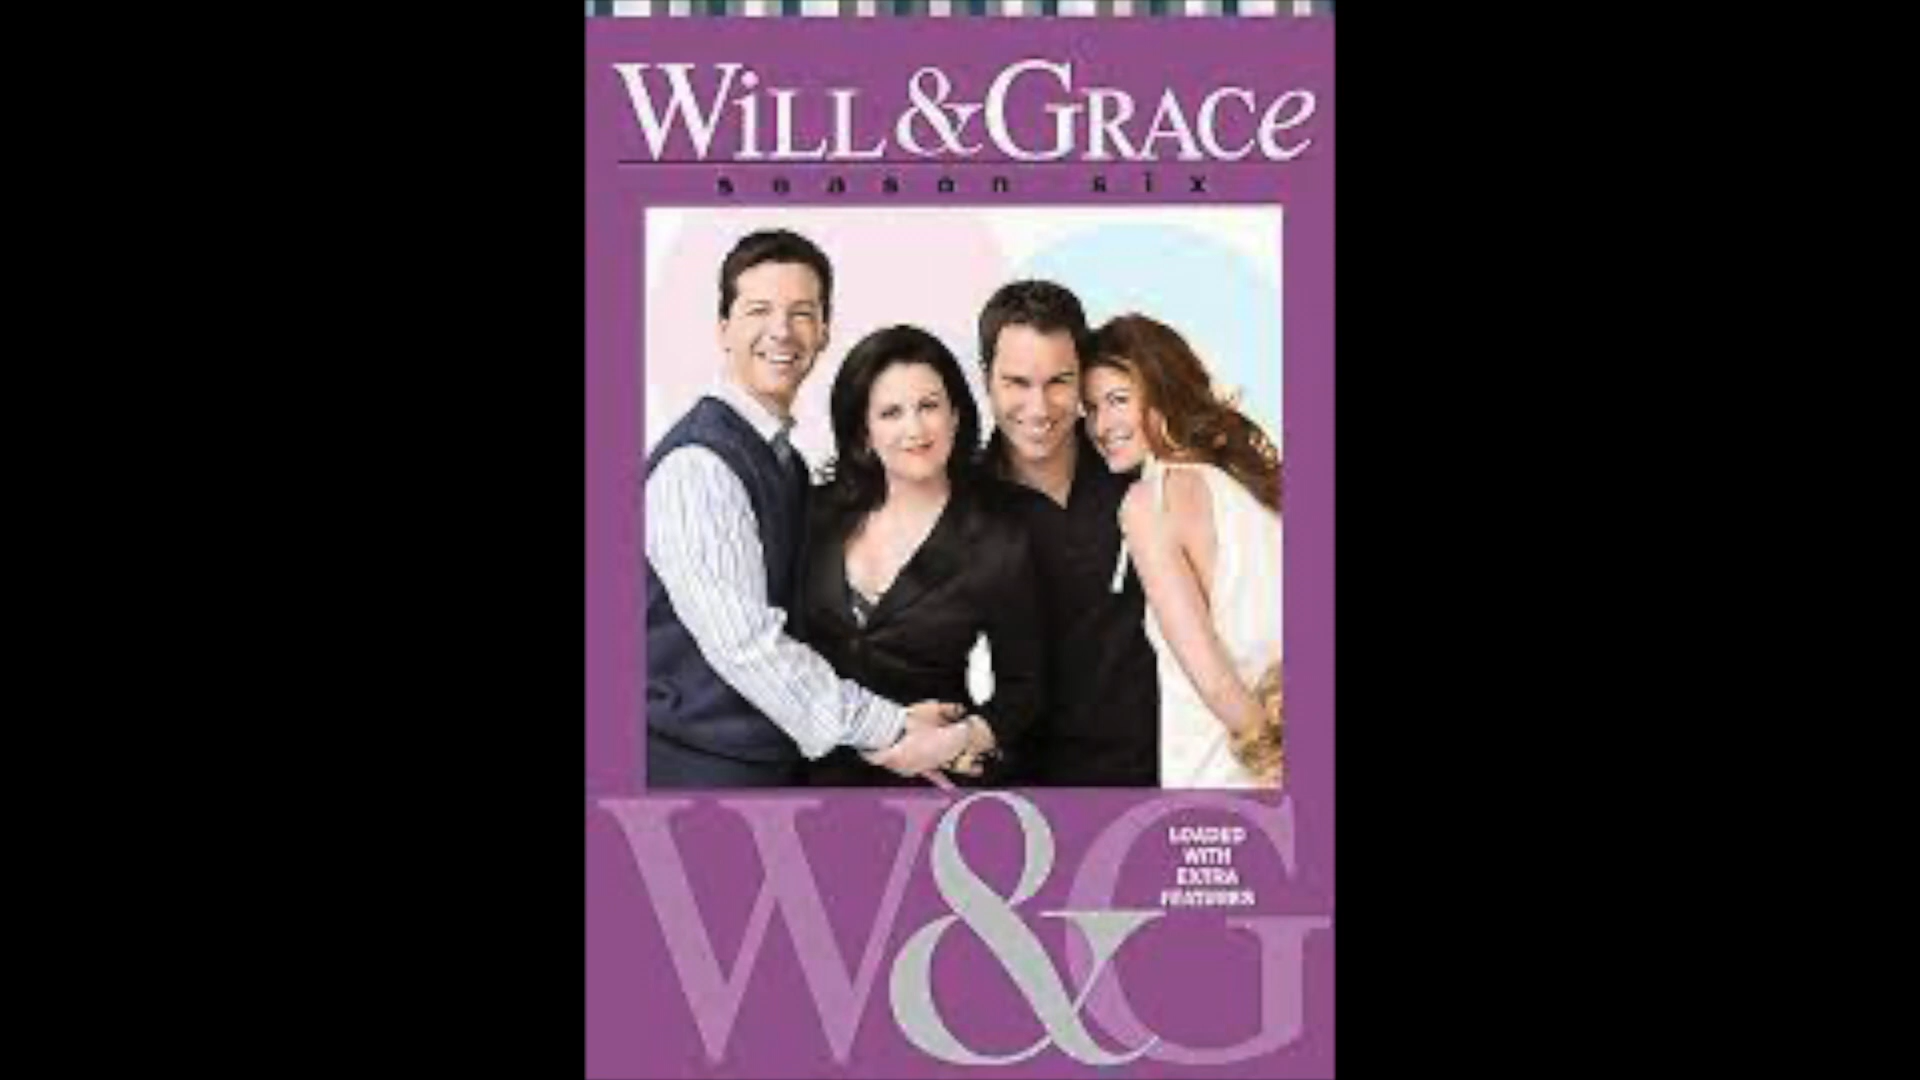 WiLL & GRACe
season six
LOADED
WITH
EXTRA
FEATURES
W&G